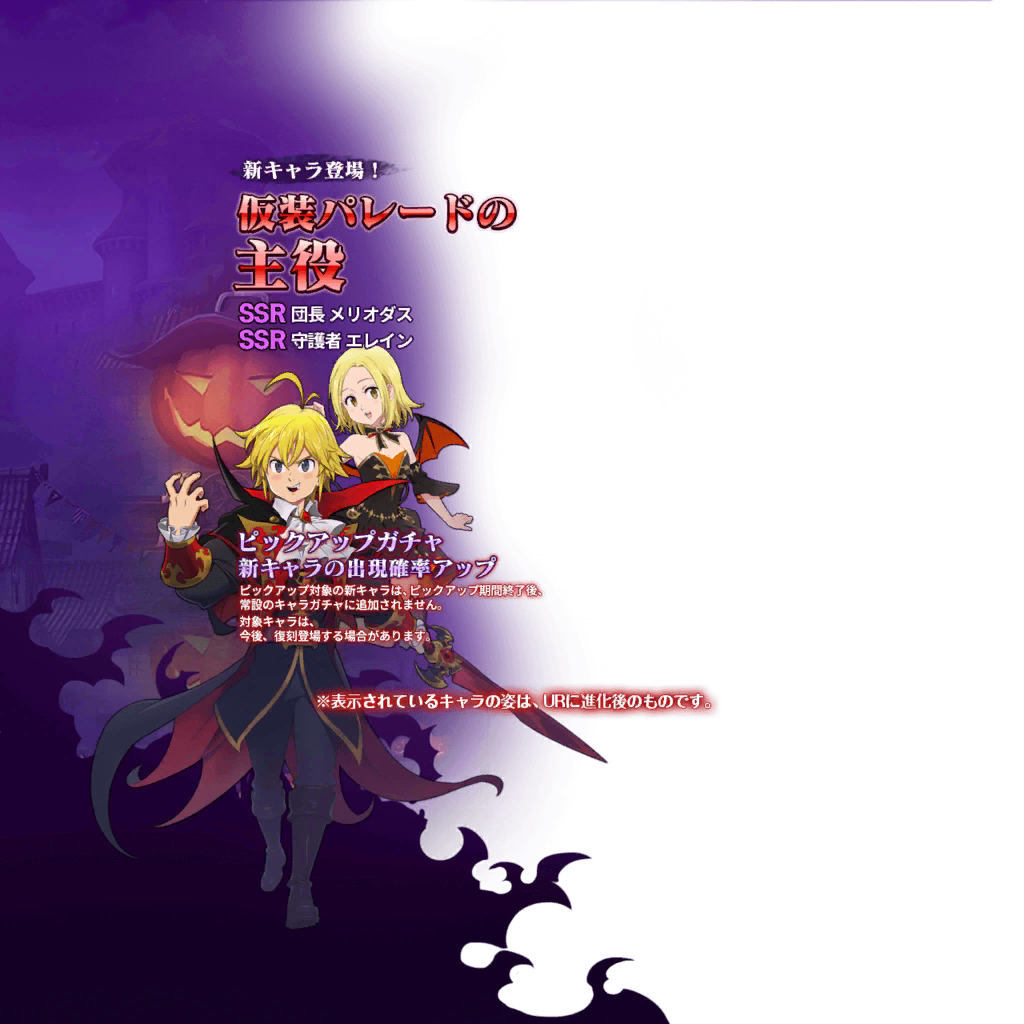 新キャラ登場！
仮装パレードの
主役
SSR 団長 メリオダス
SSR 守護者 エレイン
ピックアップガチャ
新キャラの出現確率アップ
ピックアップ対象の新キャラは、ピックアップ期間終了後、
常設のキャラガチャに追加されません。
対象キャラは、
今後、復刻登場する場合があります。
※表示されているキャラの姿は、URに進化後のものです。